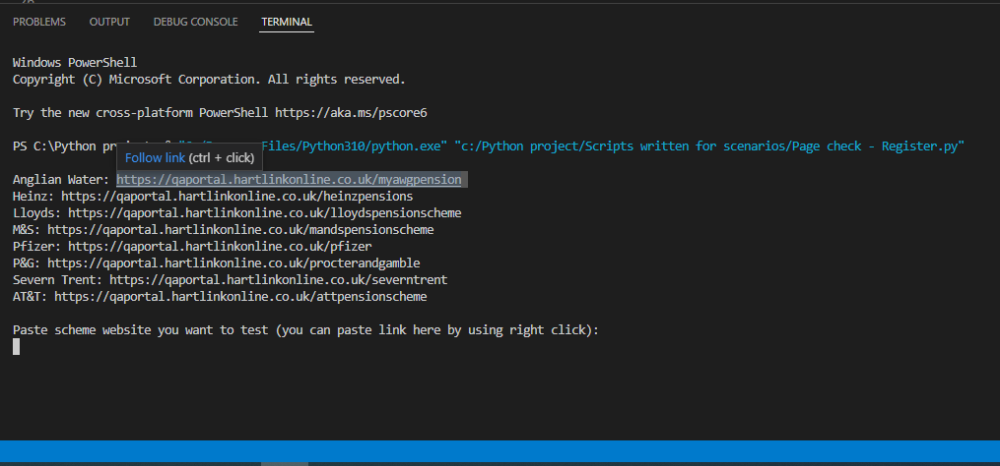 PROBLEMS OUTPUT DEBUG CONSOLE TERMINAL
Windows PowerShell
Copyright (C) Microsoft Corporation. All rights reserved.
Try the new cross-platform PowerShell https://aka.ms/pscore6
PS C:\Python Files/Python310/python.exe" "c:/Python project/Scripts written for scenarios/Page check - Register.py"
Follow link (ctrl + click)
Anglian Water: https://qaportal.hartlinkonline.co.uk/myawgpension
Heinz: https://qaportal.hartlinkonline.co.uk/heinzpensions
Lloyds: https://qaportal.hartlinkonline.co.uk/lloydspensionscheme
M&S: https://qaportal.hartlinkonline.co.uk/mandspensionscheme
Pfizer: https://qaportal.hartlinkonline.co.uk/pfizer
P&G: https://qaportal.hartlinkonline.co.uk/procterandgamble
Severn Trent: https://qaportal.hartlinkonline.co.uk/severntrent
AT&T: https://qaportal.hartlinkonline.co.uk/attpensionscheme
Paste scheme website you want to test (you can paste link here by using right click):